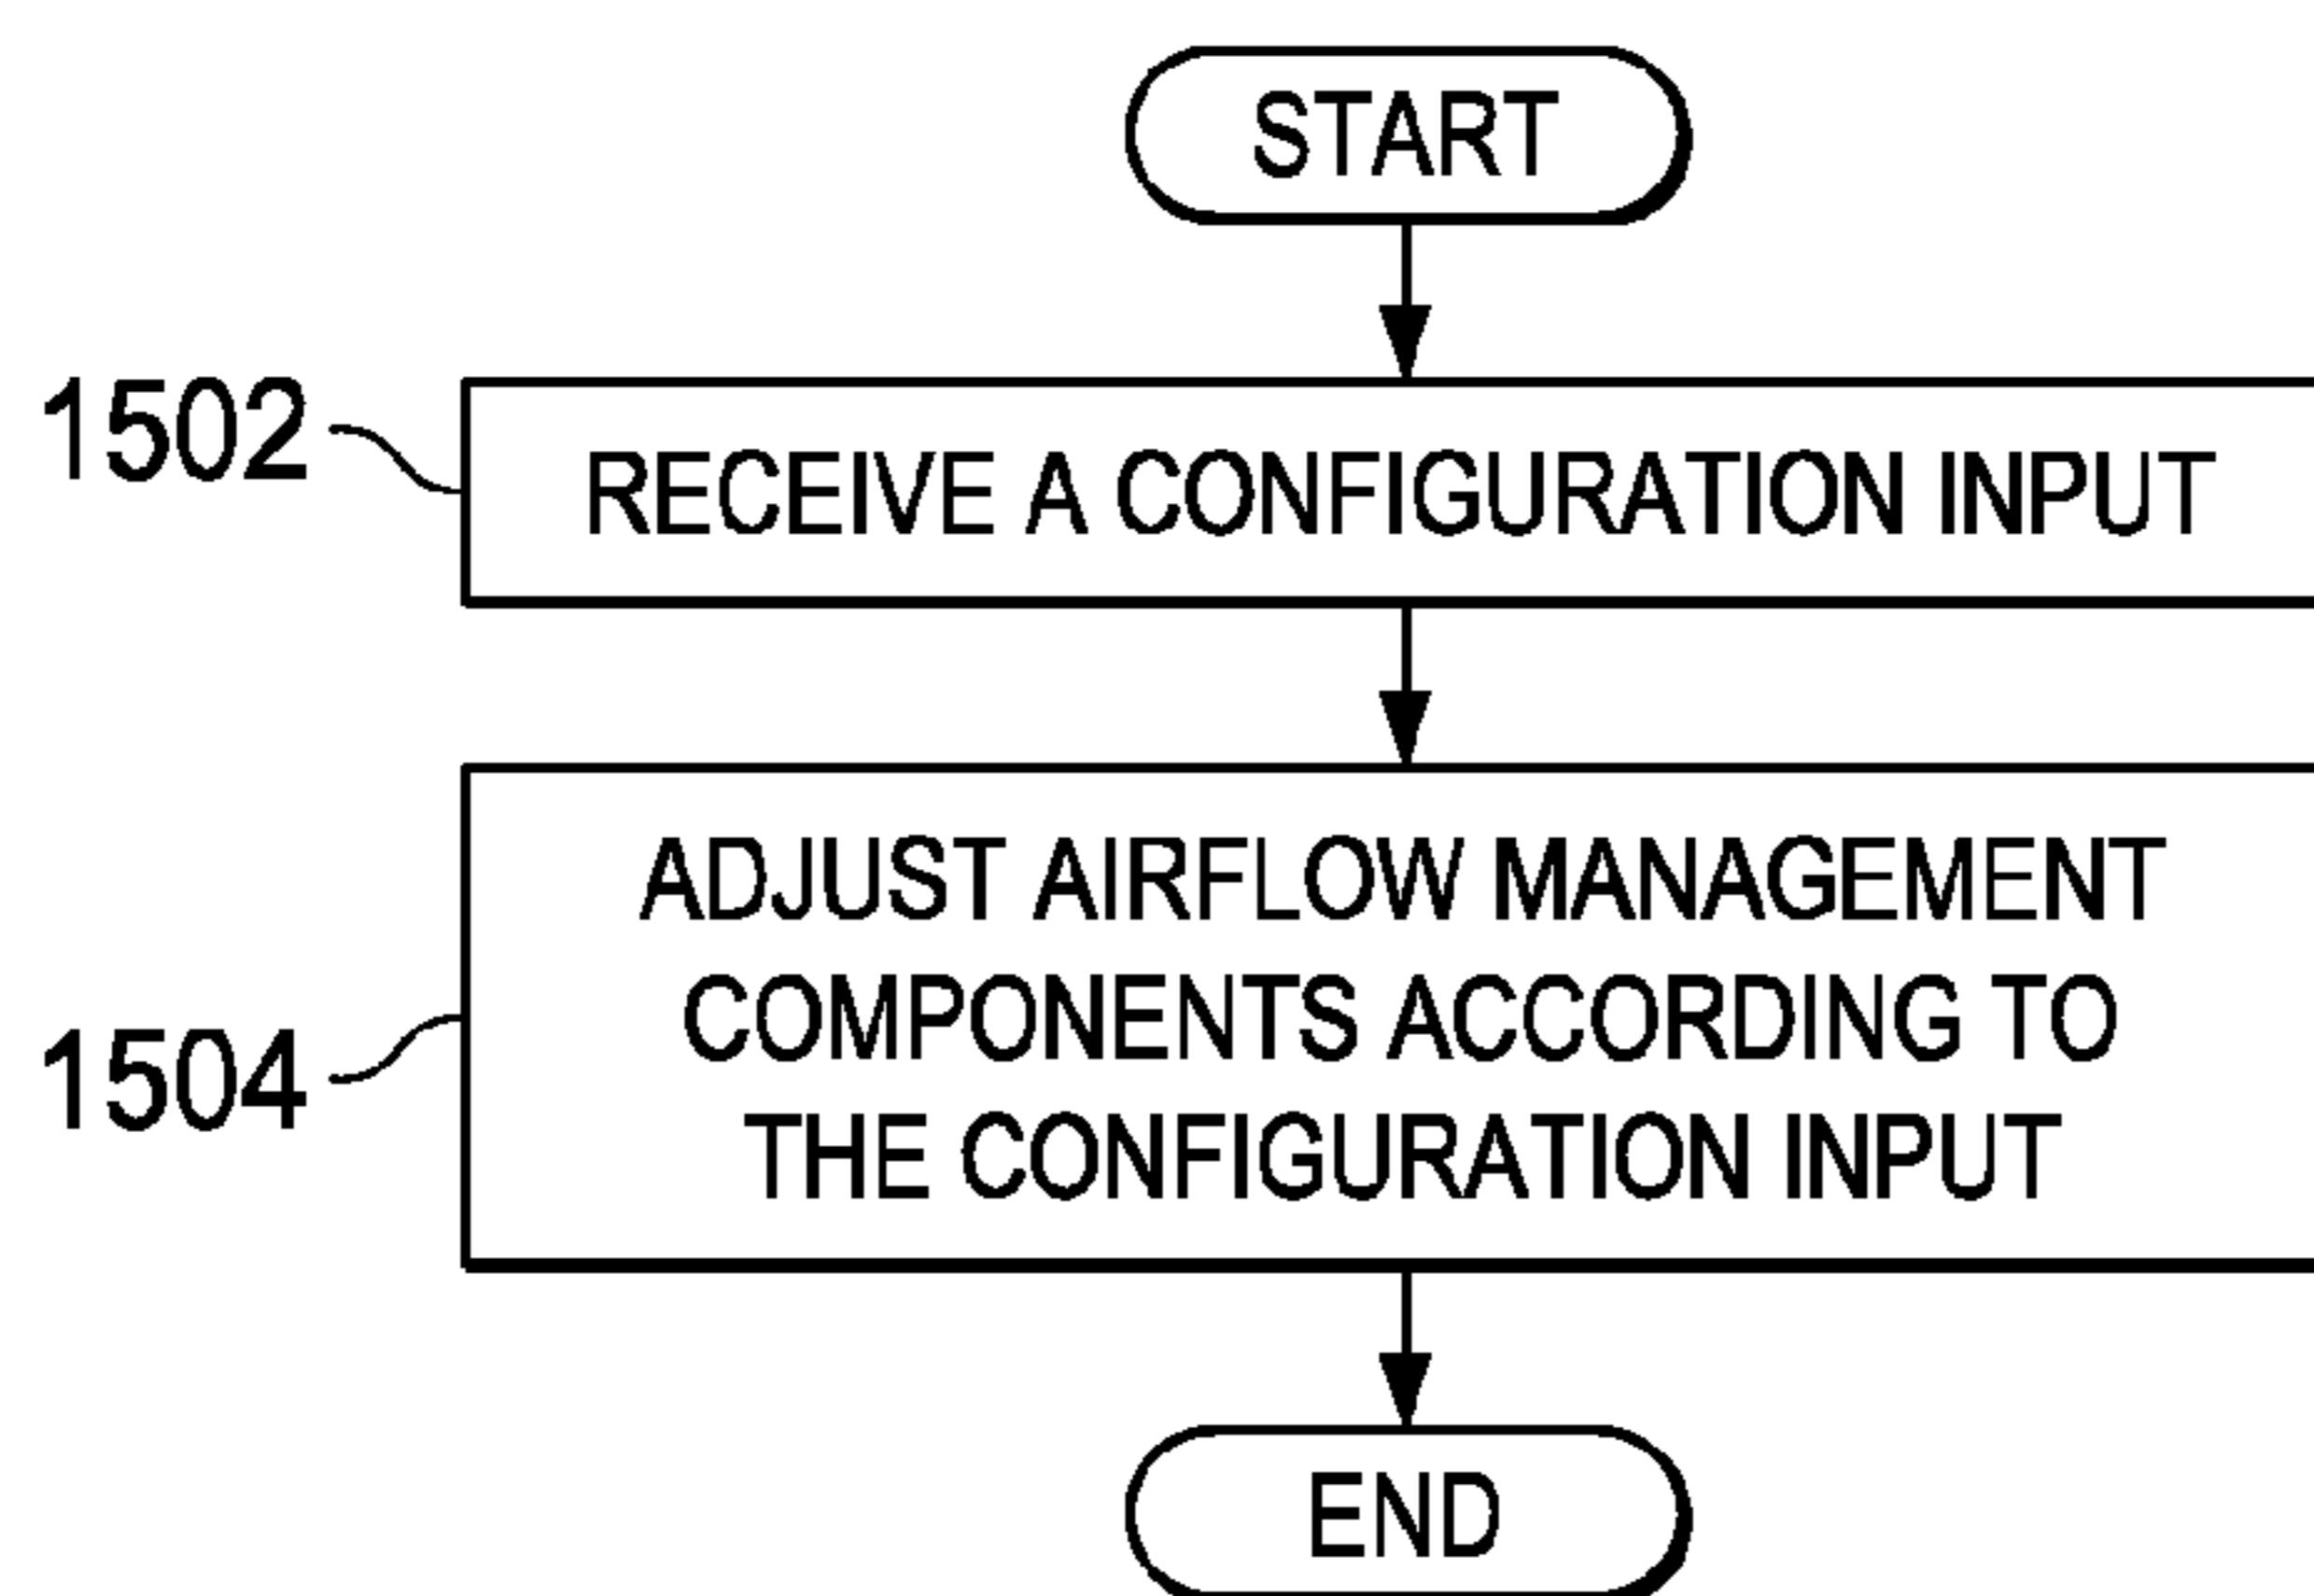 START
1502
RECEIVE A CONFIGURATION INPUT
ADJUST AIRFLOW MANAGEMENT
COMPONENTS ACCORDING TO
1504
THE CONFIGURATION INPUT
END